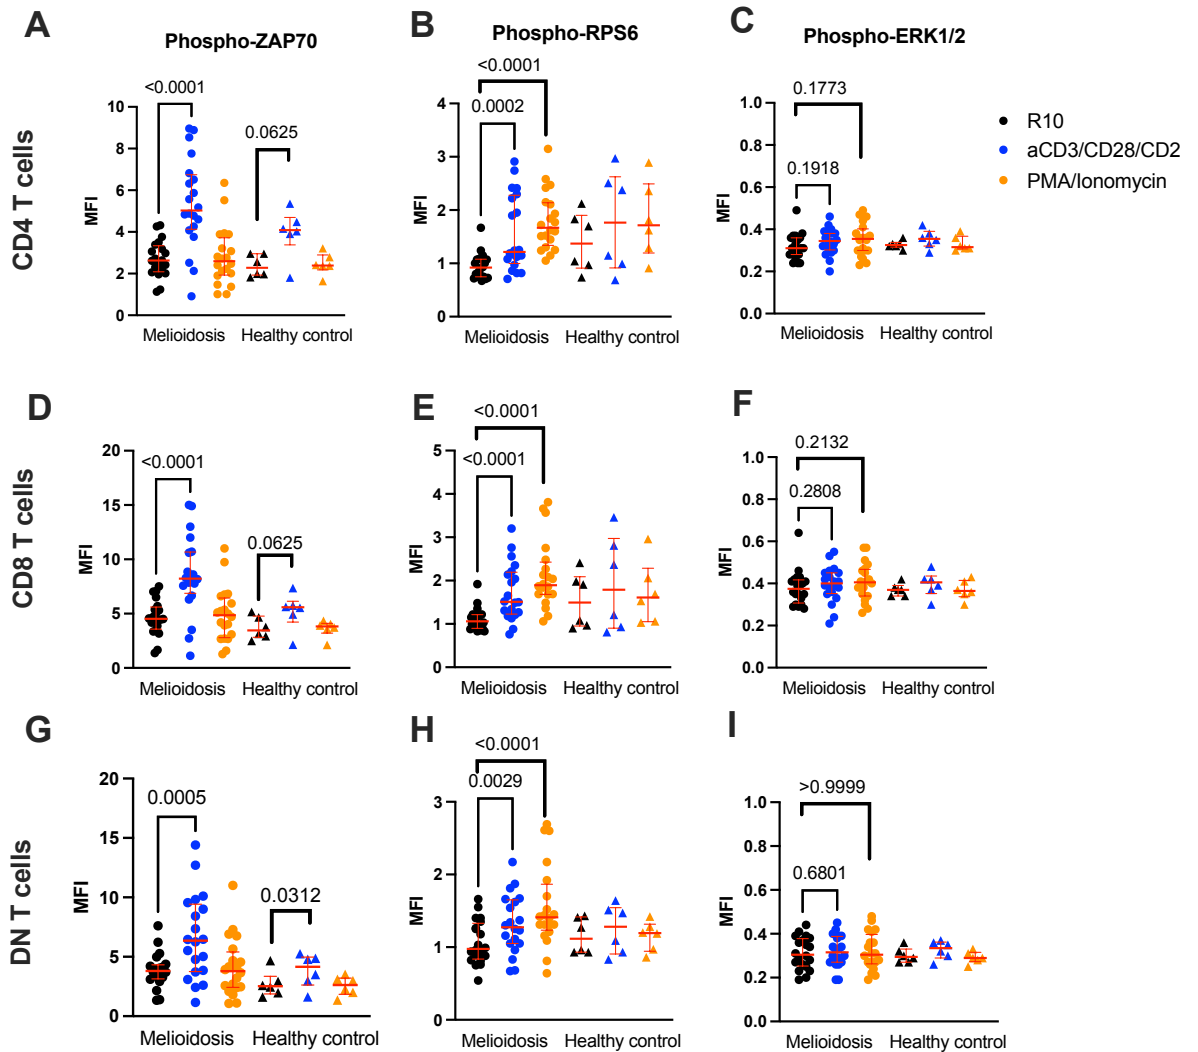 A
Phospho-ZAP70
B
Phospho-RPS6
C
Phospho-ERK1/2
R10
aCD3/CD28/CD2
PMA/Ionomycin
CD4 T cells
MFI
10
8
6
4
2
0
<0.0001
0.0625
Melioidosis Healthy control
MFI
4
3
2
1
0
<0.0001
0.0002
Melioidosis Healthy control
MFI
1.0
0.8
0.6
0.4
0.2
0.0
0.1773
0.1918
Melioidosis Healthy control
D
E
F
CD8 T cells
MFI
20
15
10
5
0
<0.0001
0.0625
Melioidosis Healthy control
MFI
5
4
3
2
1
0
<0.0001
<0.0001
Melioidosis Healthy control
MFI
1.0
0.8
0.6
0.4
0.2
0.0
0.2132
0.2808
Melioidosis Healthy control
G
H
I
DN T cells
MFI
20
15
10
5
0
0.0005
0.0312
Melioidosis Healthy control
MFI
3
2
1
0
<0.0001
0.0029
Melioidosis Healthy control
MFI
1.0
0.8
0.6
0.4
0.2
0.0
>0.9999
0.6801
Melioidosis Healthy control